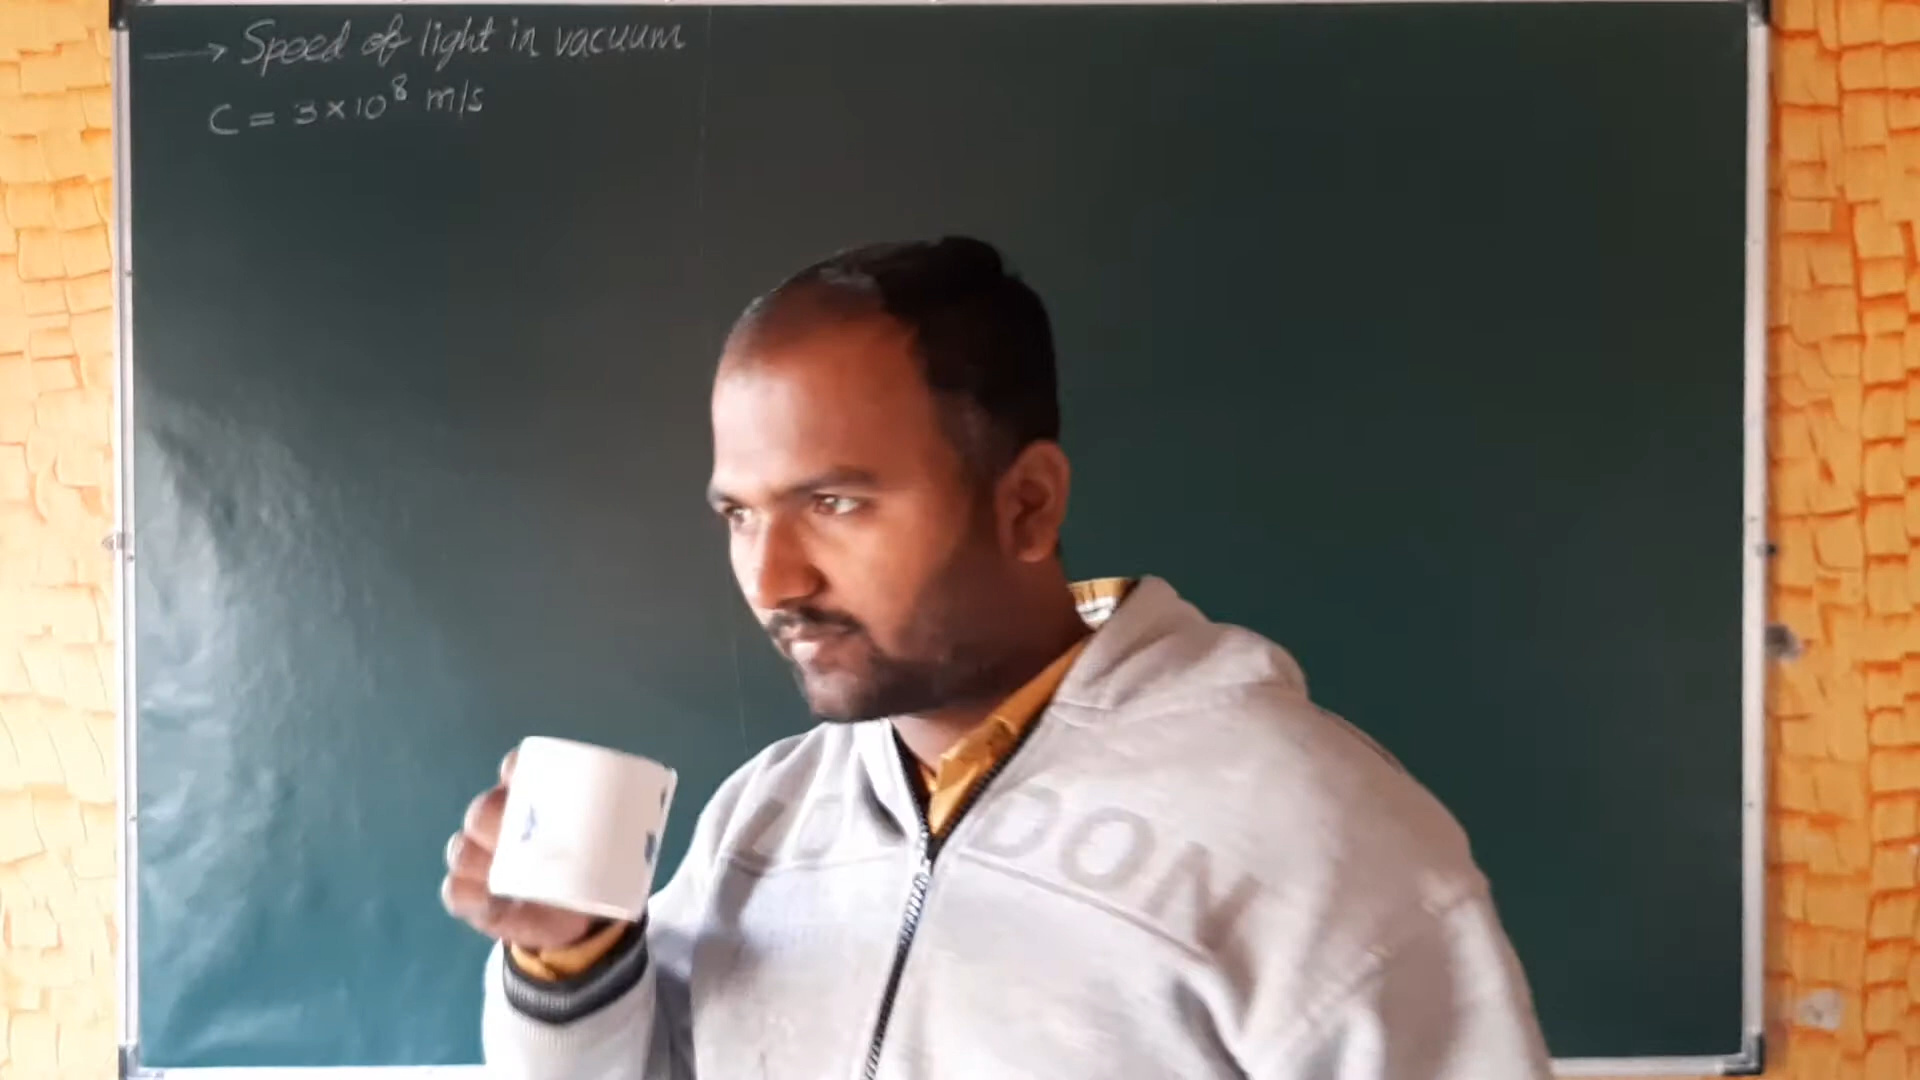 → Speed of light in vacuum
C = 3×10⁸ m/s
LONDON